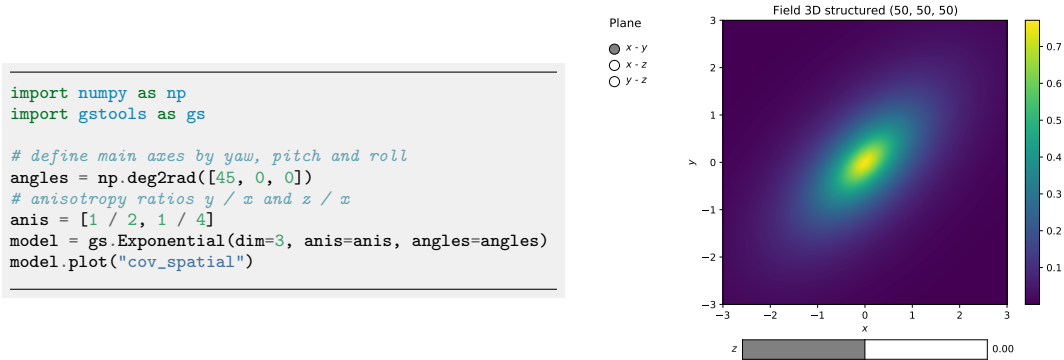 import numpy as np
import gstools as gs
# define main axes by yaw, pitch and roll
angles = np.deg2rad([45, 0, 0])
# anisotropy ratios y / x and z / x
anis = [1 / 2, 1 / 4]
model = gs.Exponential(dim=3, anis=anis, angles=angles)
model.plot("cov_spatial")
Plane
x - y
x - z
y - z
Field 3D structured (50, 50, 50)
3
2
1
0
−1
−2
−3
y
−3 −2 −1 0 1 2 3
x
0.7
0.6
0.5
0.4
0.3
0.2
0.1
z 0.00